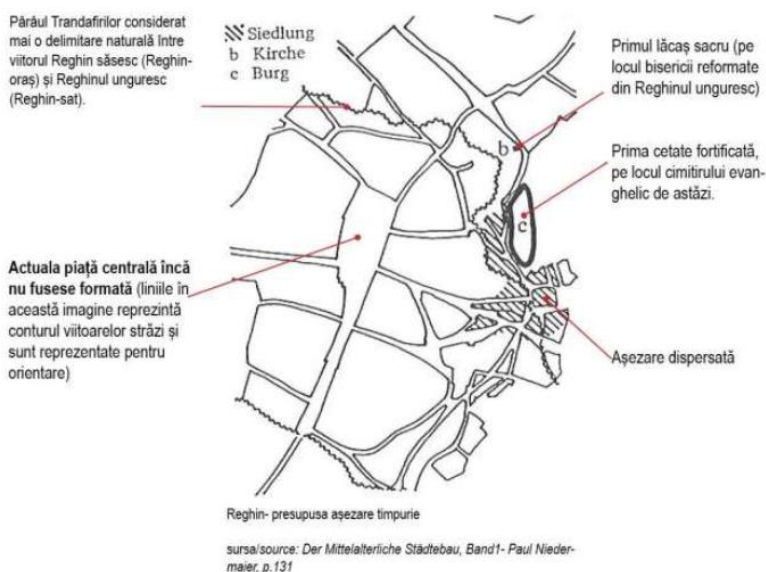 Pârâul Trandafirilor considerat
mai o delimitare naturală între
viitorul Reghin săsesc (Reghin-
oraș) și Reghinul unguresc
(Reghin-sat).
Siedlung
b Kirche
c Burg
Primul lăcaș sacru (pe
locul bisericii reformate
din Reghinul unguresc)
b
Prima cetate fortificată,
pe locul cimitirului evan-
ghelic de astăzi.
c
Actuala piață centrală încă
nu fusese formată (liniile în
această imagine reprezintă
conturul viitoarelor străzi și
sunt reprezentate pentru
orientare)
Așezare dispersată
Reghin- presupusa așezare timpurie
sursa/source: Der Mittelalterliche Städtebau, Band1- Paul Nieder-
maier, p.131